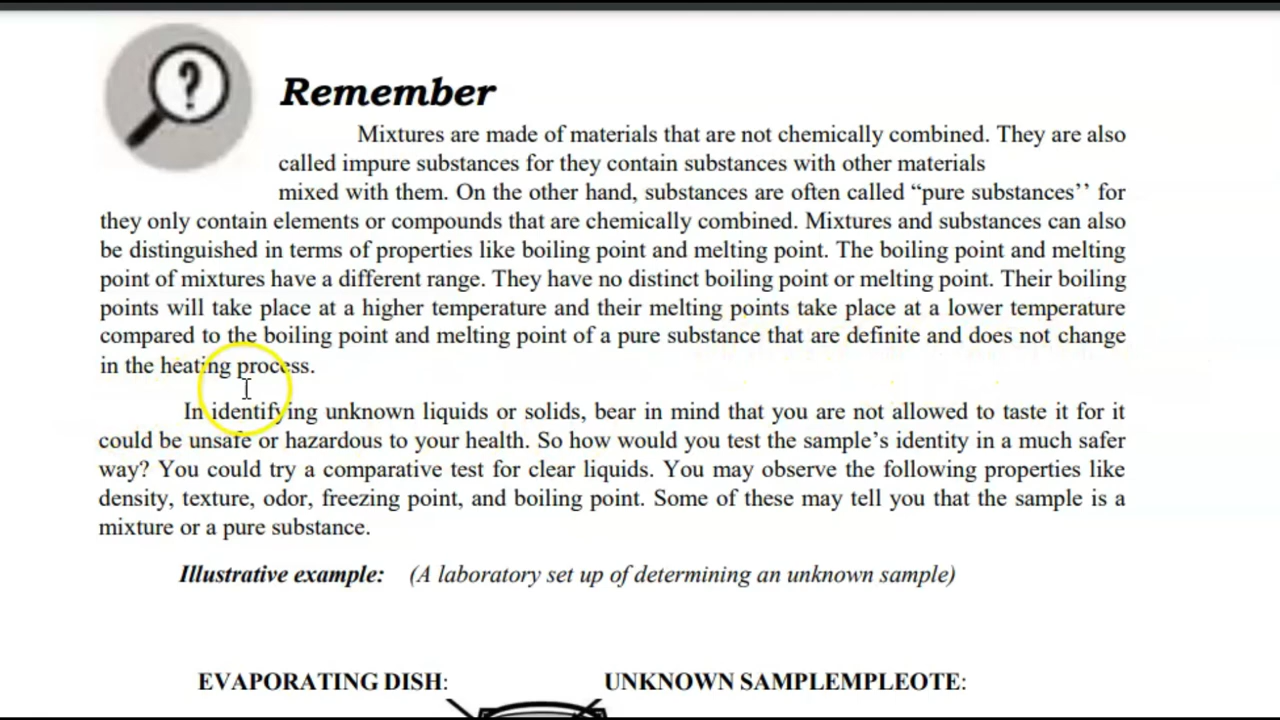 ?
Remember
Mixtures are made of materials that are not chemically combined. They are also
called impure substances for they contain substances with other materials
mixed with them. On the other hand, substances are often called “pure substances’’ for
they only contain elements or compounds that are chemically combined. Mixtures and substances can also
be distinguished in terms of properties like boiling point and melting point. The boiling point and melting
point of mixtures have a different range. They have no distinct boiling point or melting point. Their boiling
points will take place at a higher temperature and their melting points take place at a lower temperature
compared to the boiling point and melting point of a pure substance that are definite and does not change
in the heating process.
In identifying unknown liquids or solids, bear in mind that you are not allowed to taste it for it
could be unsafe or hazardous to your health. So how would you test the sample’s identity in a much safer
way? You could try a comparative test for clear liquids. You may observe the following properties like
density, texture, odor, freezing point, and boiling point. Some of these may tell you that the sample is a
mixture or a pure substance.
Illustrative example: (A laboratory set up of determining an unknown sample)
EVAPORATING DISH: UNKNOWN SAMPLEMPLEOTE: